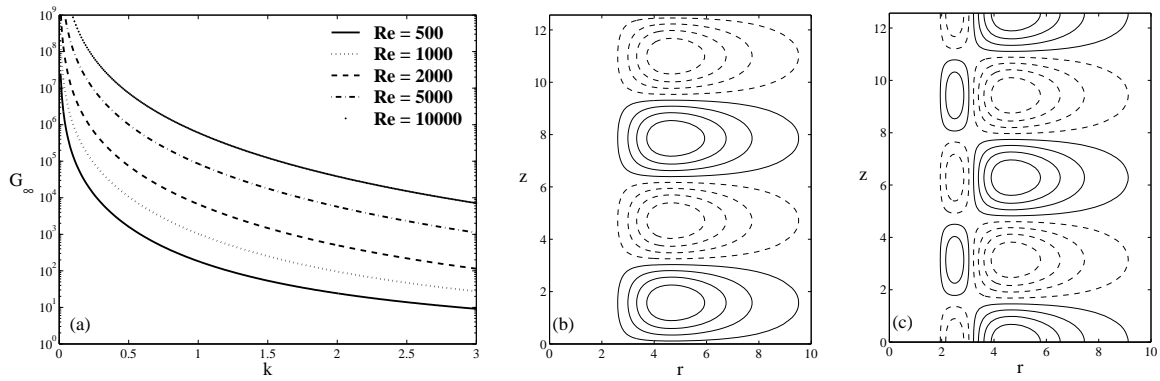 10⁹
10⁸
10⁷
10⁶
10⁵
10⁴
10³
10²
10¹
10⁰
G∞
Re = 500
Re = 1000
Re = 2000
Re = 5000
Re = 10000
(a)
0 0.5 1 1.5 2 2.5 3
k
12
10
8
6
4
2
0
z
(b)
0 2 4 6 8 10
r
12
10
8
6
4
2
0
z
(c)
0 2 4 6 8 10
r